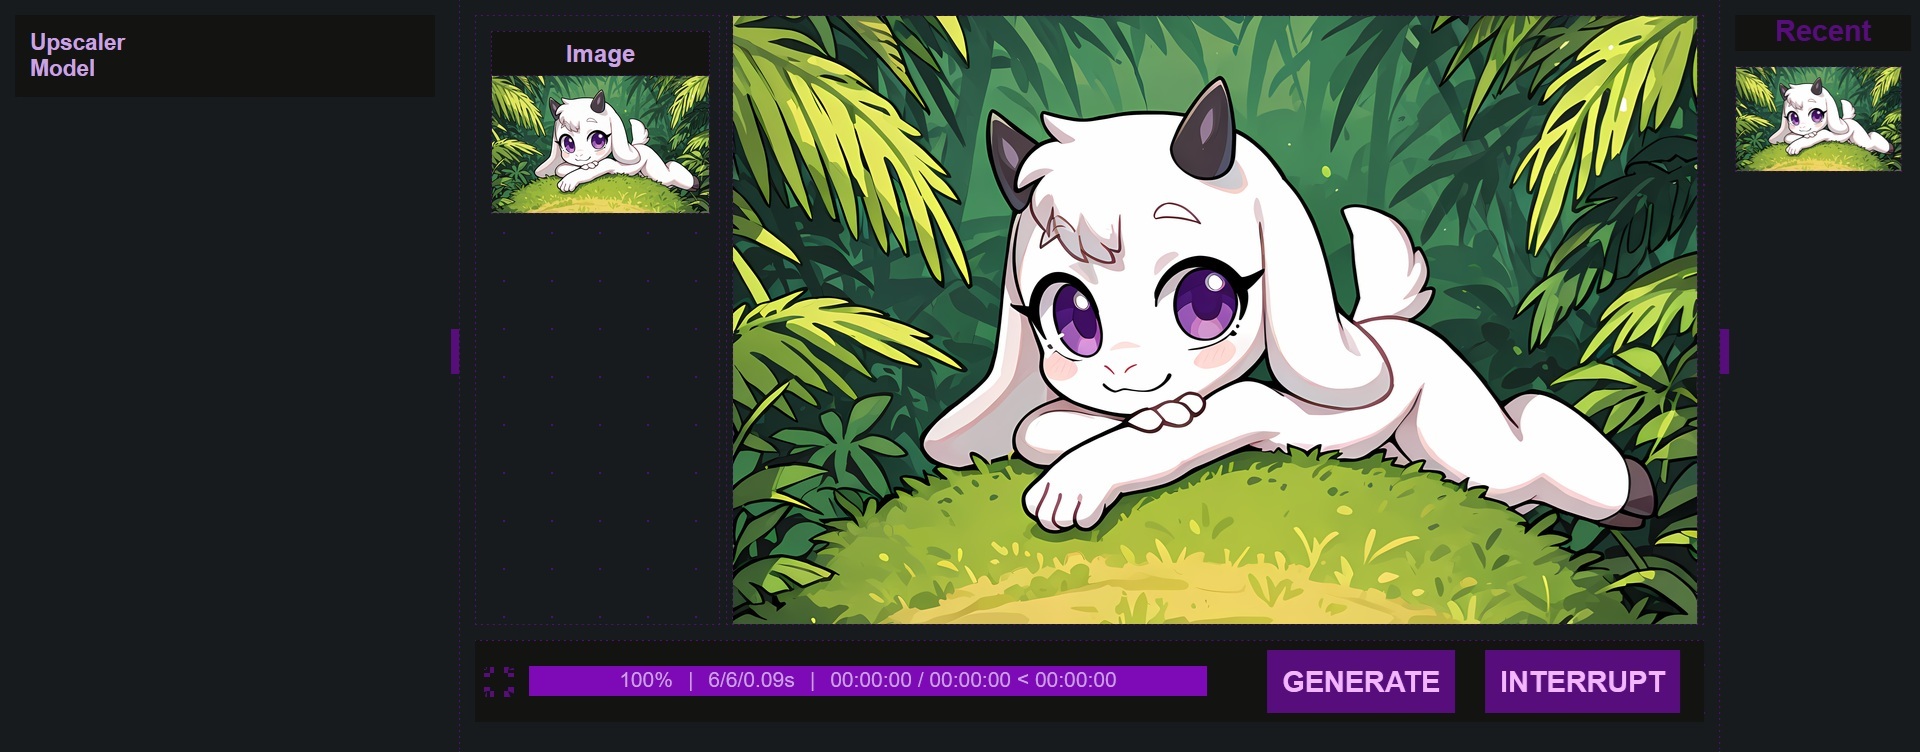 Upscaler
Model
Image
Recent
100% | 6/6/0.09s | 00:00:00 / 00:00:00 < 00:00:00
GENERATE
INTERRUPT